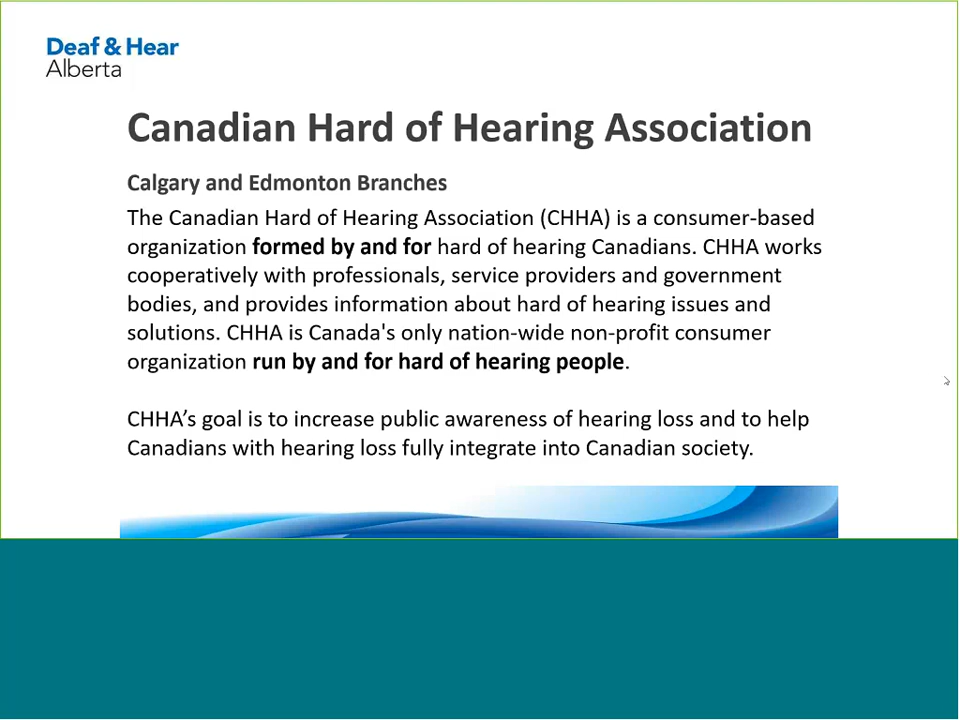 Deaf & Hear
Alberta
Canadian Hard of Hearing Association
Calgary and Edmonton Branches
The Canadian Hard of Hearing Association (CHHA) is a consumer-based
organization formed by and for hard of hearing Canadians. CHHA works
cooperatively with professionals, service providers and government
bodies, and provides information about hard of hearing issues and
solutions. CHHA is Canada's only nation-wide non-profit consumer
organization run by and for hard of hearing people.
CHHA’s goal is to increase public awareness of hearing loss and to help
Canadians with hearing loss fully integrate into Canadian society.